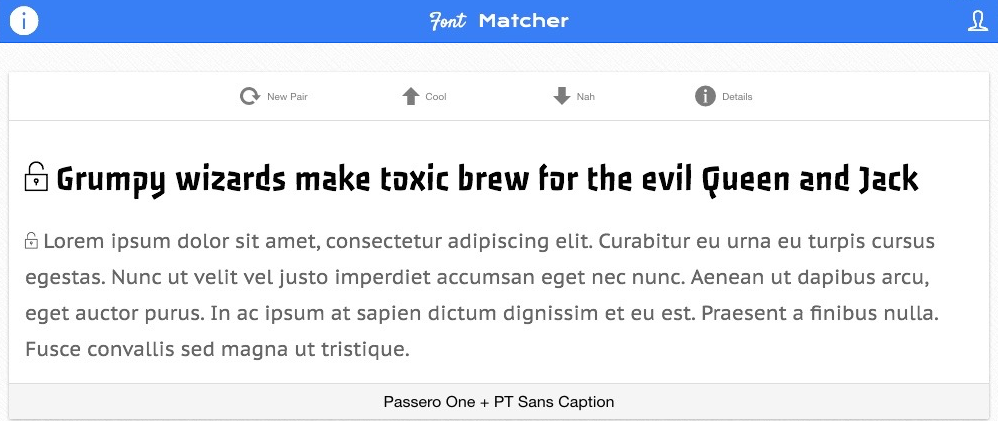 Font Matcher
New Pair Cool Nah Details
Grumpy wizards make toxic brew for the evil Queen and Jack
Lorem ipsum dolor sit amet, consectetur adipiscing elit. Curabitur eu urna eu turpis cursus
egestas. Nunc ut velit vel justo imperdiet accumsan eget nec nunc. Aenean ut dapibus arcu,
eget auctor purus. In ac ipsum at sapien dictum dignissim et eu est. Praesent a finibus nulla.
Fusce convallis sed magna ut tristique.
Passero One + PT Sans Caption